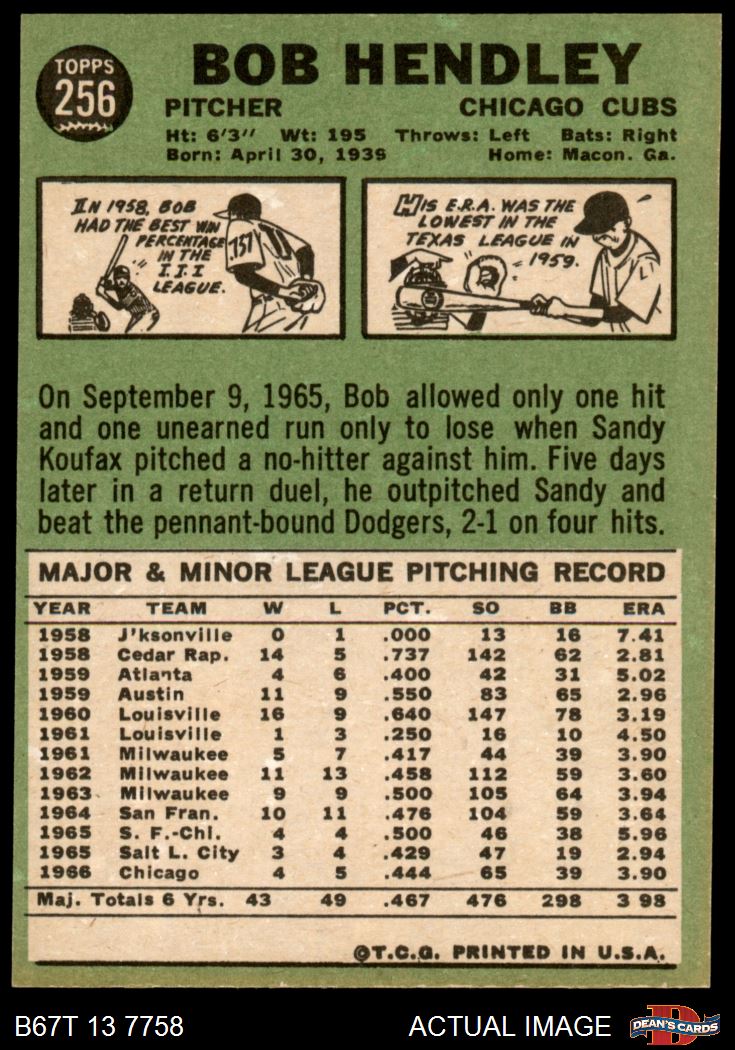 TOPPS
256
BOB HENDLEY
PITCHER CHICAGO CUBS
Ht: 6'3" Wt: 195 Throws: Left Bats: Right
Born: April 30, 1939 Home: Macon. Ga.
IN 1958, BOB
HAD THE BEST WIN
PERCENTAGE
IN THE
I.I.I
LEAGUE.
.737
HIS E.R.A. WAS THE
LOWEST IN THE
TEXAS LEAGUE IN
1959.
On September 9, 1965, Bob allowed only one hit
and one unearned run only to lose when Sandy
Koufax pitched a no-hitter against him. Five days
later in a return duel, he outpitched Sandy and
beat the pennant-bound Dodgers, 2-1 on four hits.
MAJOR & MINOR LEAGUE PITCHING RECORD
YEAR TEAM W L PCT. SO BB ERA
1958 J'ksonville 0 1 .000 13 16 7.41
1958 Cedar Rap. 14 5 .737 142 62 2.81
1959 Atlanta 4 6 .400 42 31 5.02
1959 Austin 11 9 .550 83 65 2.96
1960 Louisville 16 9 .640 147 78 3.19
1961 Louisville 1 3 .250 16 10 4.50
1961 Milwaukee 5 7 .417 44 39 3.90
1962 Milwaukee 11 13 .458 112 59 3.60
1963 Milwaukee 9 9 .500 105 64 3.94
1964 San Fran. 10 11 .476 104 59 3.64
1965 S. F.-Chi. 4 4 .500 46 38 5.96
1965 Salt L. City 3 4 .429 47 19 2.94
1966 Chicago 4 5 .444 65 39 3.90
Maj. Totals 6 Yrs. 43 49 .467 476 298 3 98
©T.C.G. PRINTED IN U.S.A.
B67T 13 7758 ACTUAL IMAGE DEAN'S CARDS